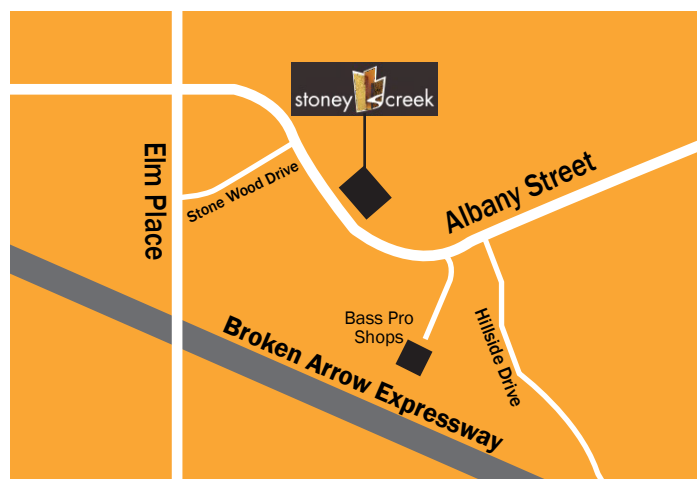 stoney creek
Elm Place
Stone Wood Drive
Albany Street
Bass Pro
Shops
Hillside Drive
Broken Arrow Expressway